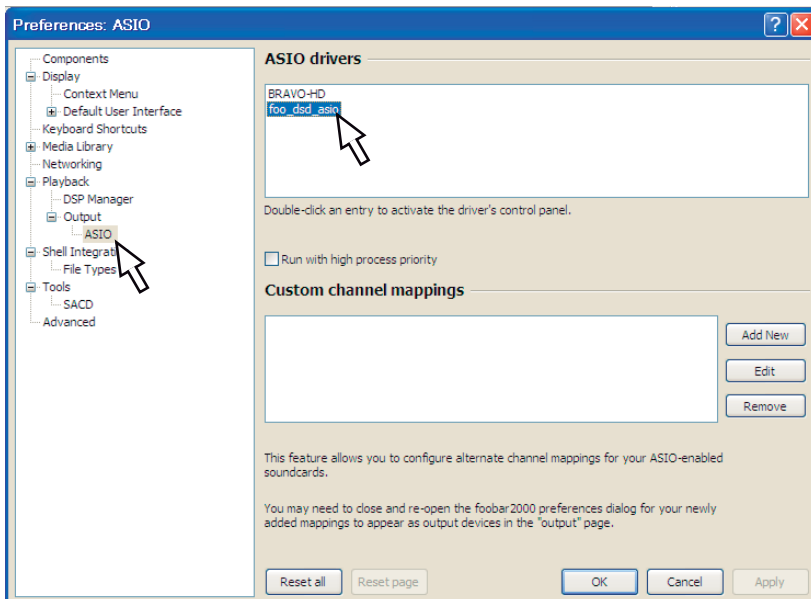 Preferences: ASIO
Components
Display
Context Menu
Default User Interface
Keyboard Shortcuts
Media Library
Networking
Playback
DSP Manager
Output
ASIO
Shell Integrati
File Types
Tools
SACD
Advanced
ASIO drivers
BRAVO-HD
foo_dsd_asio
Double-click an entry to activate the driver's control panel.
Run with high process priority
Custom channel mappings
Add New
Edit
Remove
This feature allows you to configure alternate channel mappings for your ASIO-enabled
soundcards.
You may need to close and re-open the foobar2000 preferences dialog for your newly
added mappings to appear as output devices in the "output" page.
Reset all
Reset page
OK
Cancel
Apply